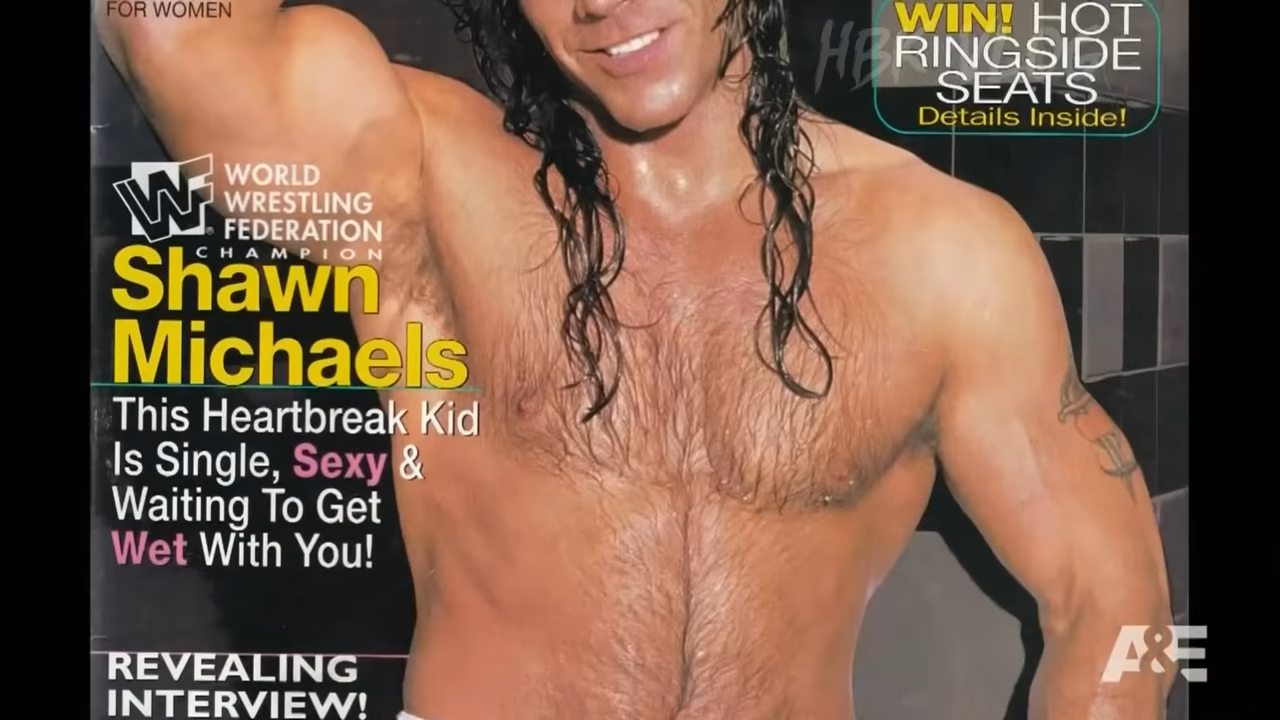 FOR WOMEN
WIN! HOT
RINGSIDE
SEATS
Details Inside!
WORLD
WRESTLING
FEDERATION
CHAMPION
Shawn
Michaels
This Heartbreak Kid
Is Single, Sexy &
Waiting To Get
Wet With You!
REVEALING
INTERVIEW!
A&E